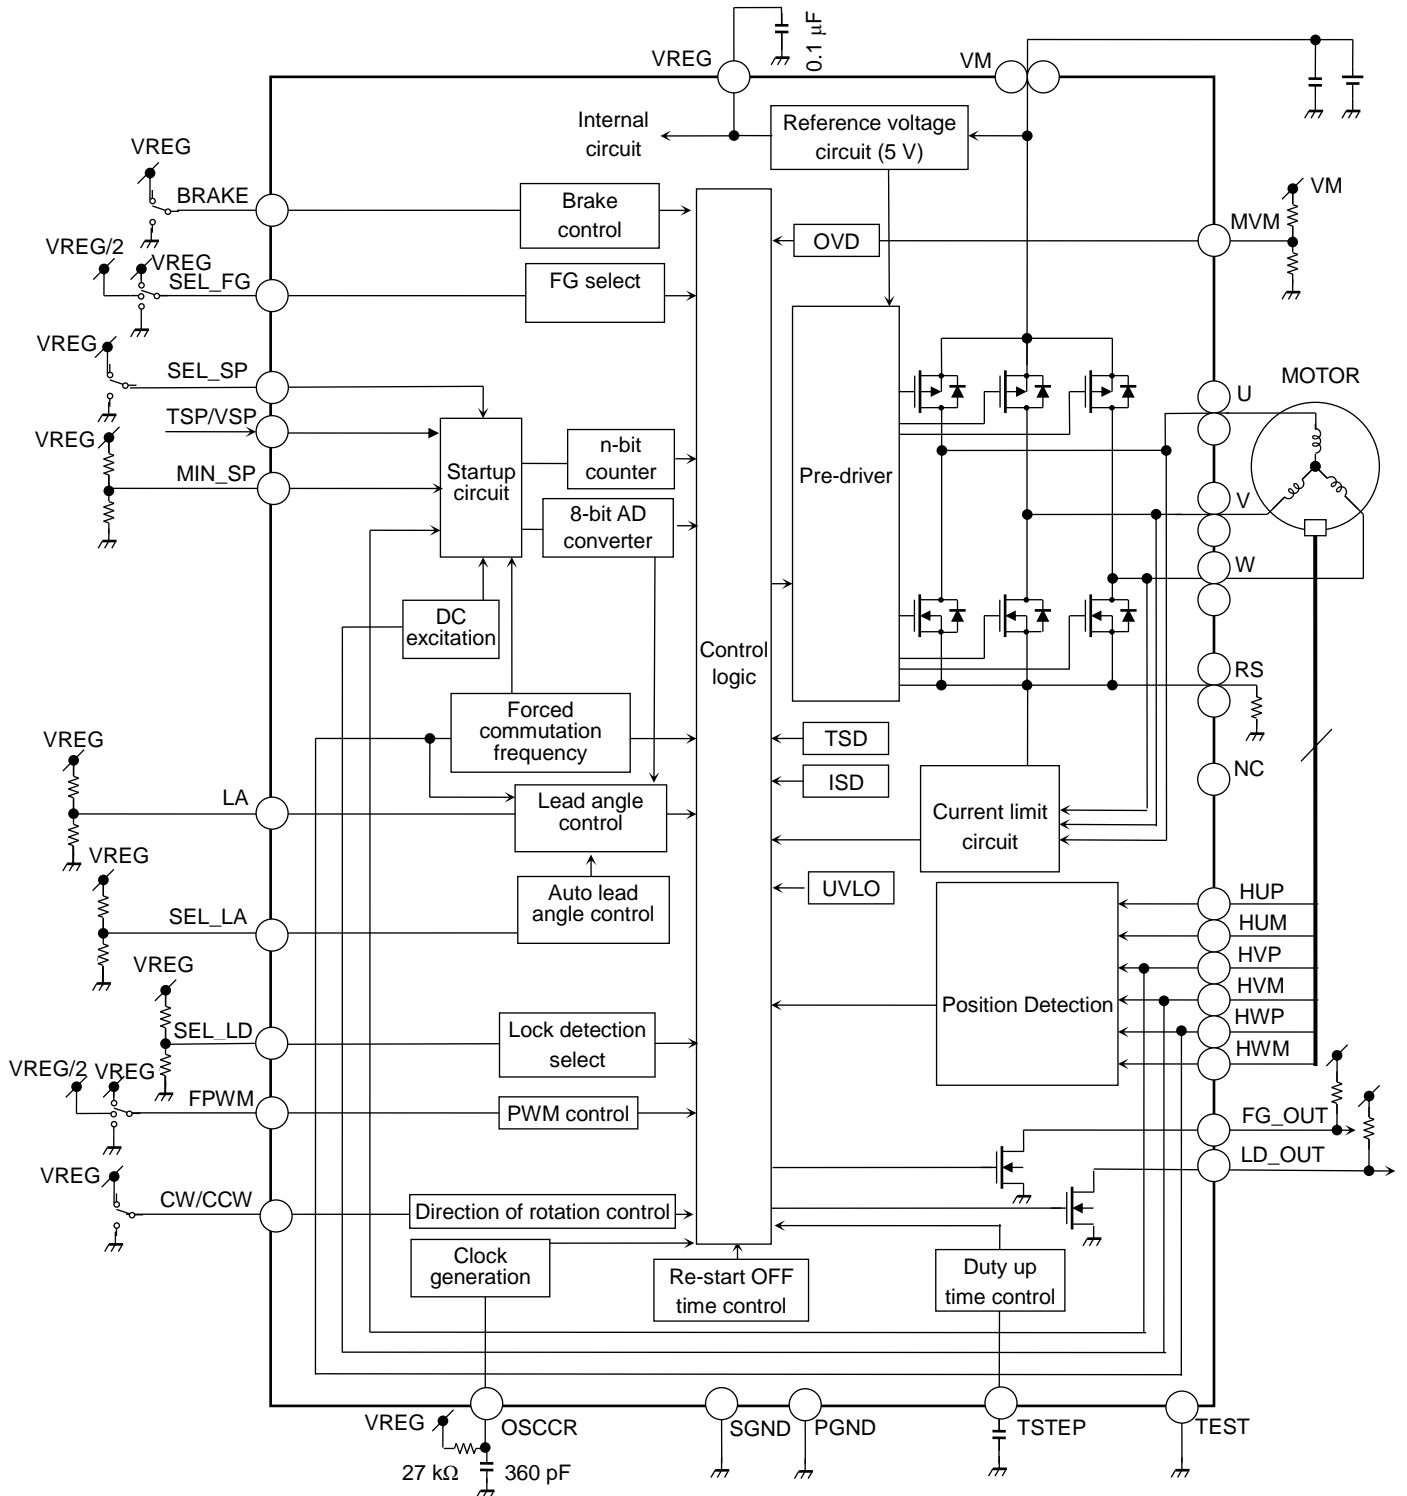 0.1 μF
VREG
VM
Internal
circuit
Reference voltage
circuit (5 V)
VREG
BRAKE
Brake
control
VM
MVM
OVD
VREG/2
VREG
SEL_FG
FG select
VREG
SEL_SP
TSP/VSP
VREG
MIN_SP
Startup
circuit
n-bit
counter
8-bit AD
converter
Pre-driver
U
MOTOR
V
W
DC
excitation
Control
logic
RS
Forced
commutation
frequency
TSD
ISD
NC
VREG
LA
Lead angle
control
Current limit
circuit
VREG
SEL_LA
Auto lead
angle control
UVLO
HUP
HUM
HVP
HVM
HWP
HWM
Position Detection
VREG
SEL_LD
Lock detection
select
VREG/2
VREG
FPWM
PWM control
FG_OUT
LD_OUT
VREG
CW/CCW
Direction of rotation control
Clock
generation
Re-start OFF
time control
Duty up
time control
VREG
OSCCR
SGND
PGND
TSTEP
TEST
27 kΩ
360 pF